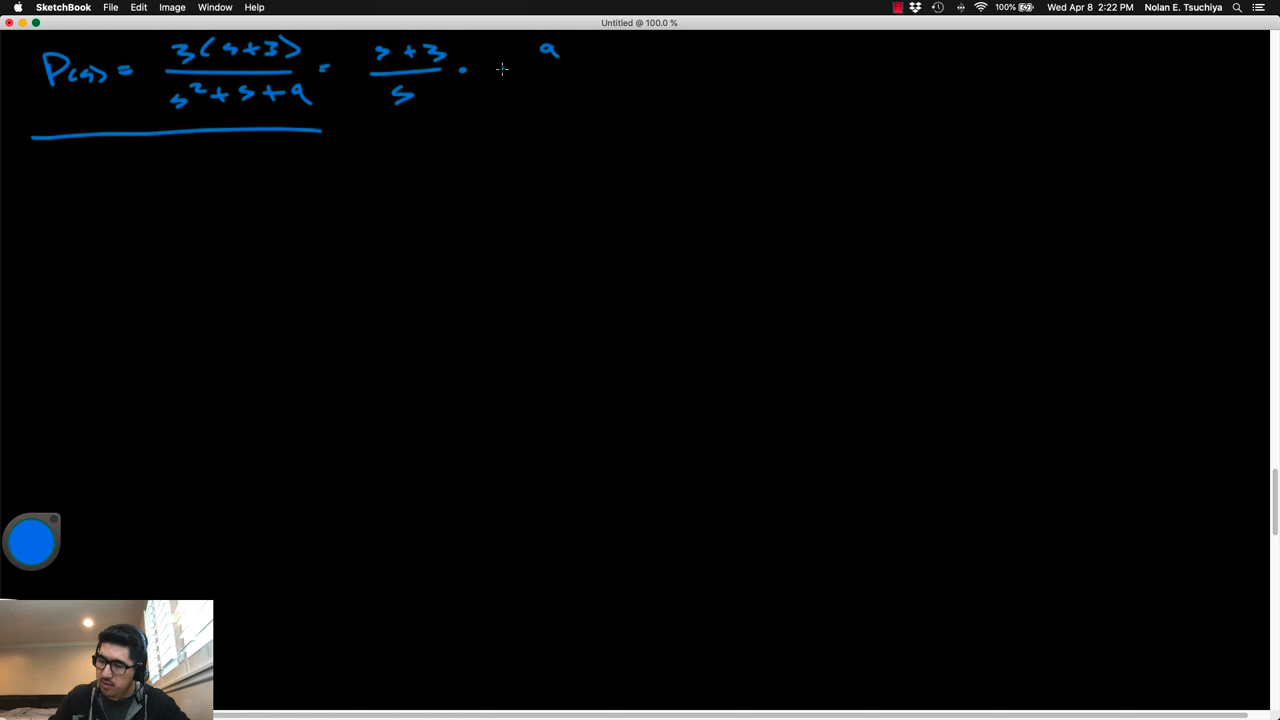 SketchBook File Edit Image Window Help 100% Wed Apr 8 2:22 PM Nolan E. Tsuchiya
Untitled @ 100.0 %
P(s) = 3(s+3) / s²+s+9 = s+3 / s · 9